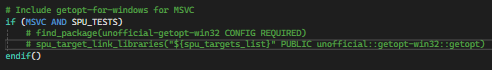 # Include getopt-for-windows for MSVC
if (MSVC AND SPU_TESTS)
    # find_package(unofficial-getopt-win32 CONFIG REQUIRED)
    # spu_target_link_libraries("${spu_targets_list}" PUBLIC unofficial::getopt-win32::getopt)
endif()